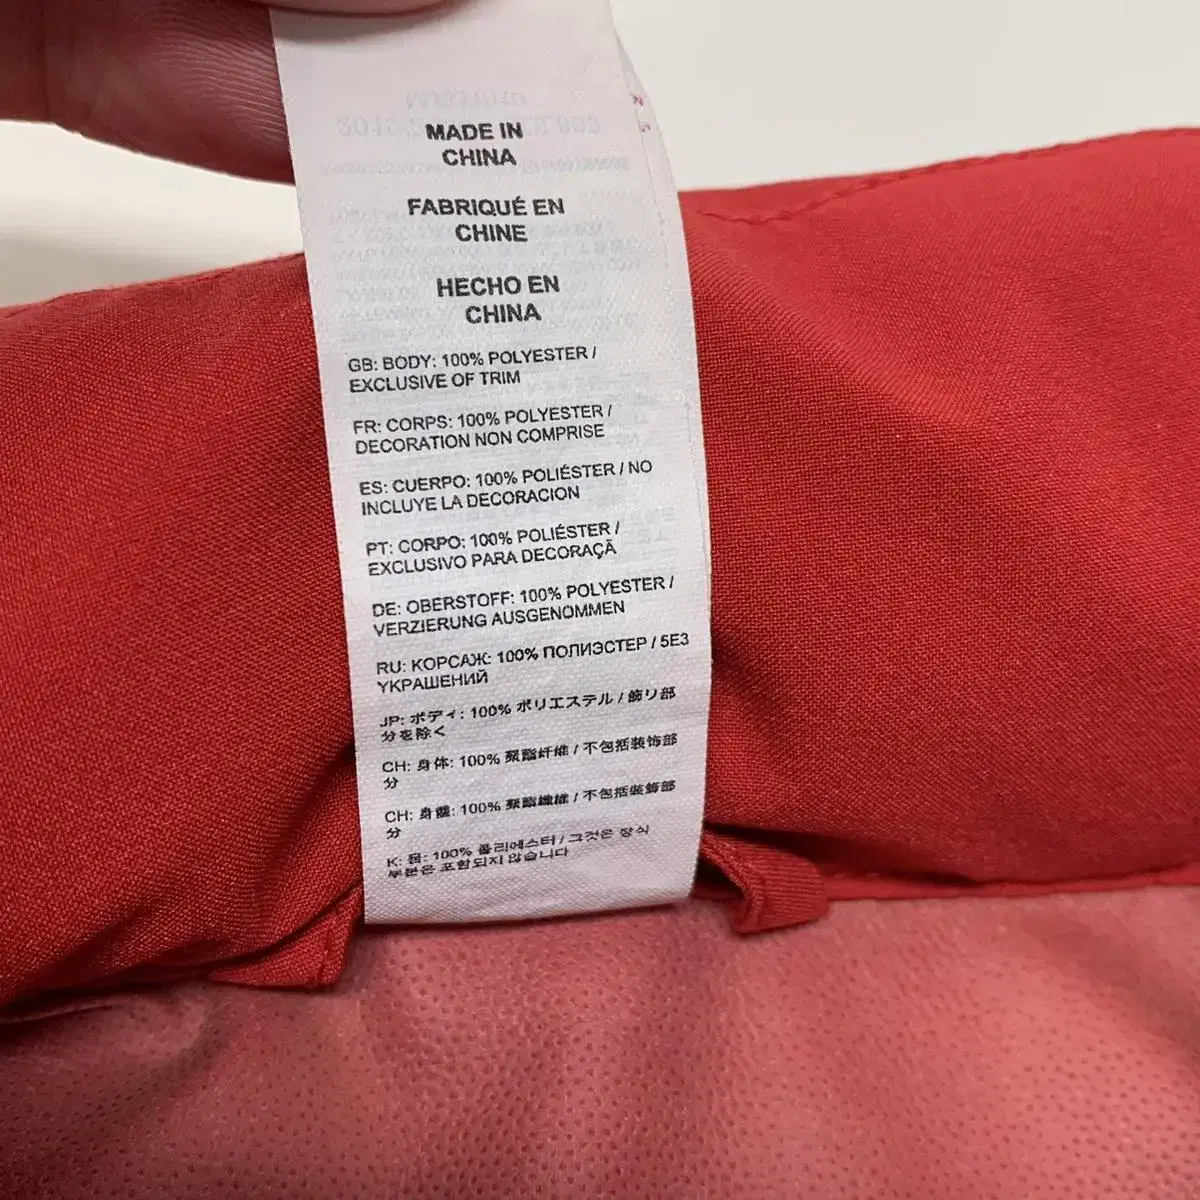 MADE IN
CHINA
FABRIQUÉ EN
CHINE
HECHO EN
CHINA
GB: BODY: 100% POLYESTER /
EXCLUSIVE OF TRIM
FR: CORPS: 100% POLYESTER /
DECORATION NON COMPRISE
ES: CUERPO: 100% POLIÉSTER / NO
INCLUYE LA DECORACION
PT: CORPO: 100% POLIÉSTER /
EXCLUSIVO PARA DECORAÇÃ
DE: OBERSTOFF: 100% POLYESTER /
VERZIERUNG AUSGENOMMEN
RU: КОРСАЖ: 100% ПОЛИЭСТЕР / 5E3
УКРАШЕНИЙ
JP: ボディ: 100% ポリエステル / 飾り部
分を除く
CH: 身体: 100% 聚酯纤维 / 不包括装饰部
分
CH: 身體: 100% 聚酯纖維 / 不包括裝飾部
分
K: 몸: 100% 폴리에스터 / 그것은 장식
부분은 포함되지 않습니다